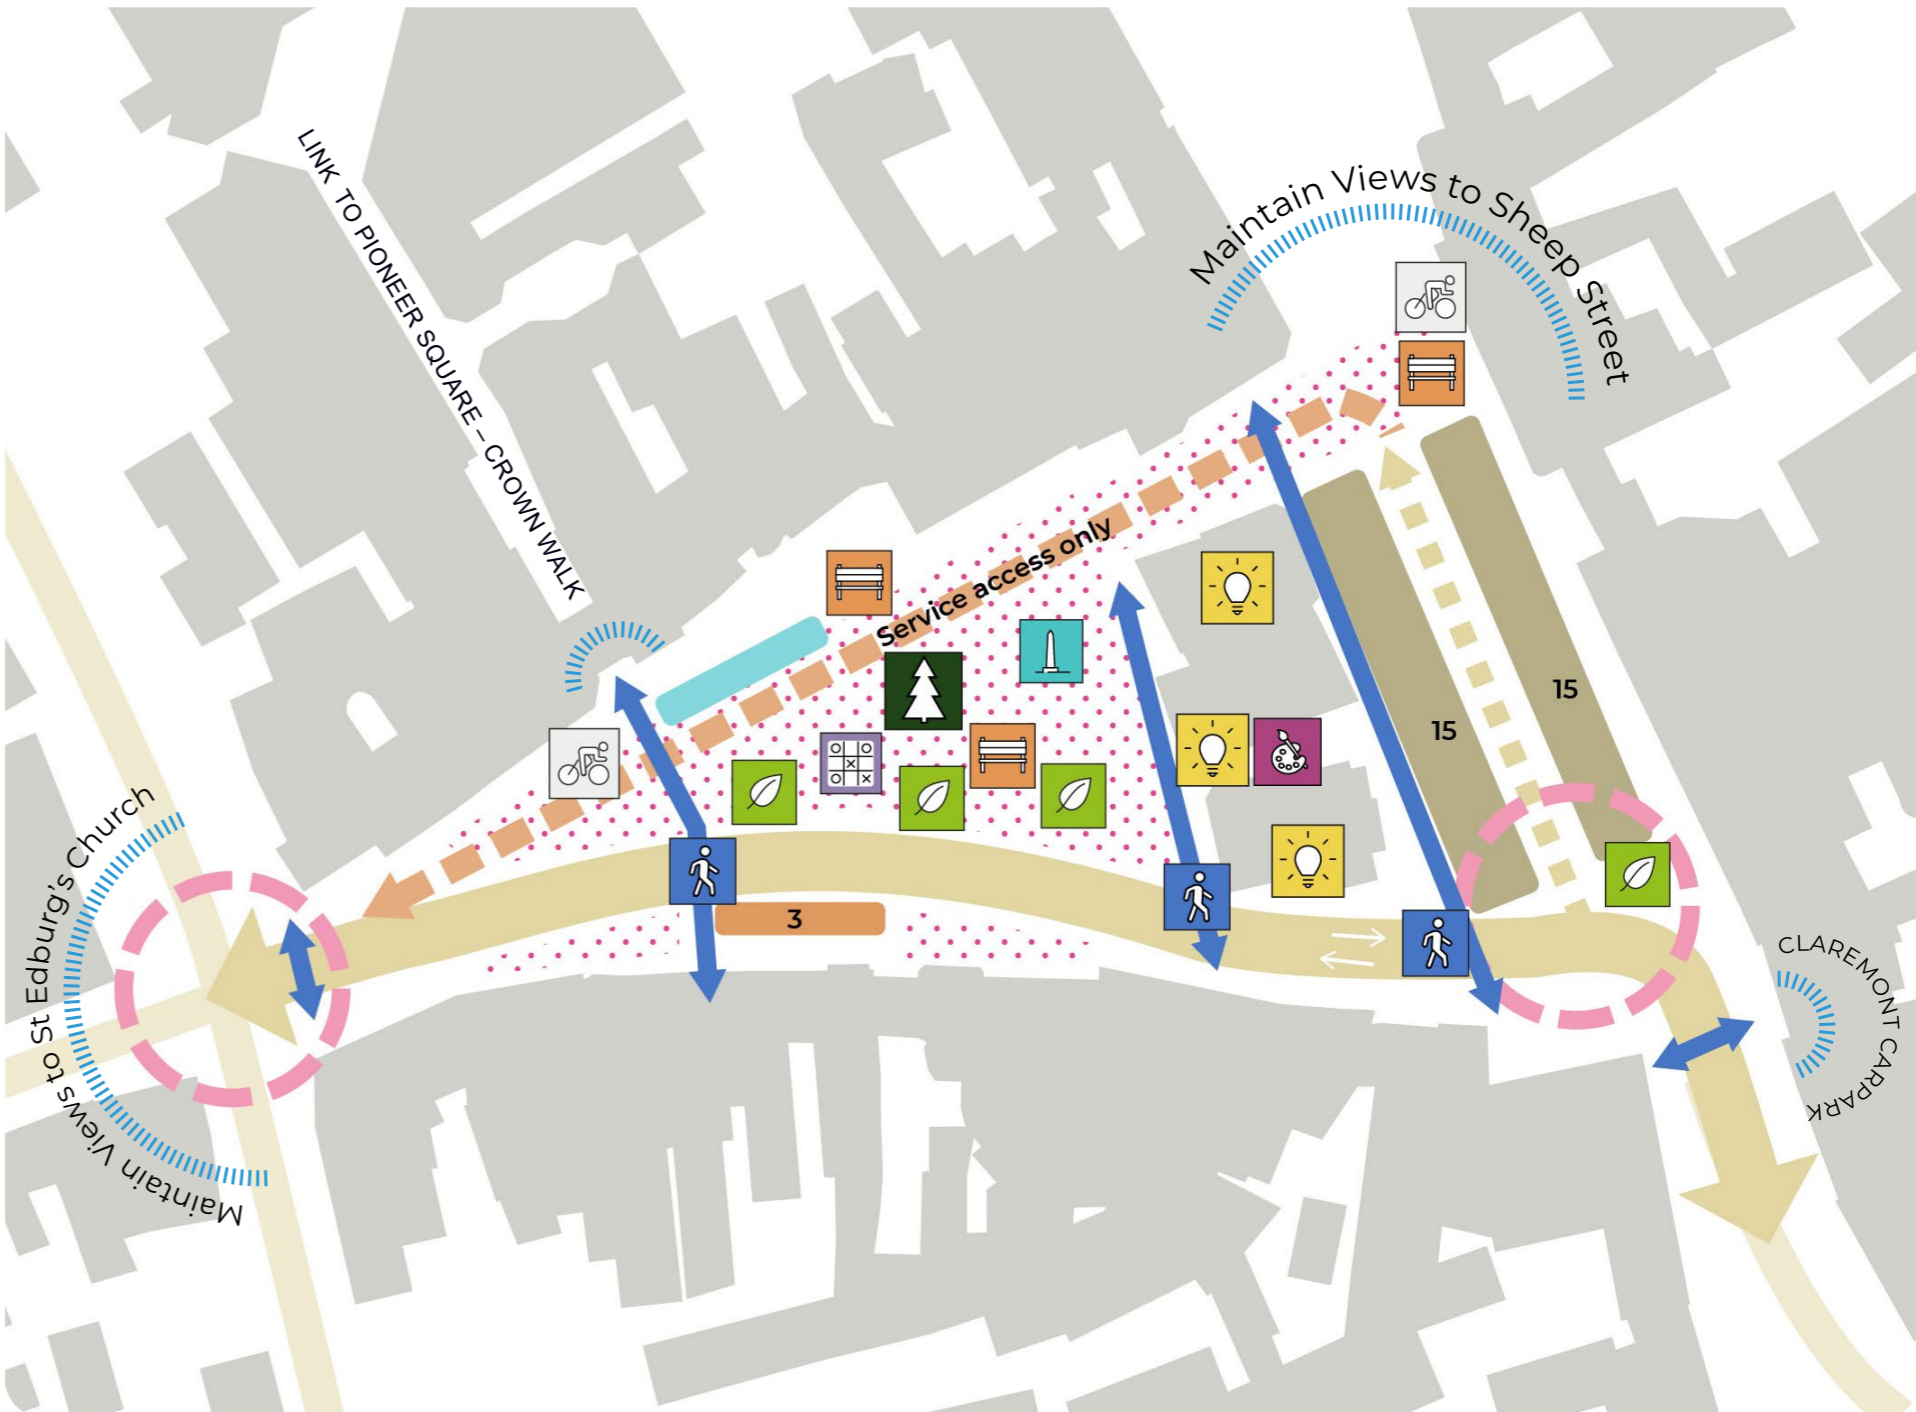 LINK TO PIONEER SQUARE – CROWN WALK
Maintain Views to Sheep Street
Service access only
15
15
Maintain Views to St Edburg's Church
3
CLAREMONT CARPARK